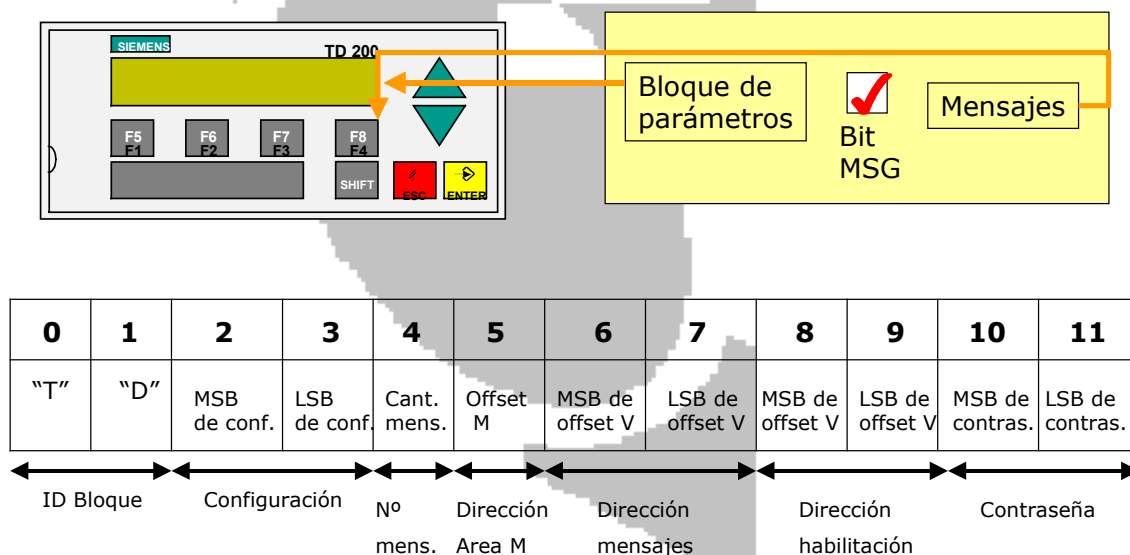 SIEMENS
TD 200
F5
F1
F6
F2
F7
F3
F8
F4
SHIFT
ESC
ENTER
Bloque de
parámetros
Bit
MSG
Mensajes
0 1 2 3 4 5 6 7 8 9 10 11
“T” “D” MSB LSB Cant. Offset MSB de LSB de MSB de LSB de MSB de LSB de
de conf. de conf. mens. M offset V offset V offset V offset V contras. contras.
ID Bloque Configuración Nº Dirección Dirección Dirección Contraseña
mens. Area M mensajes habilitación